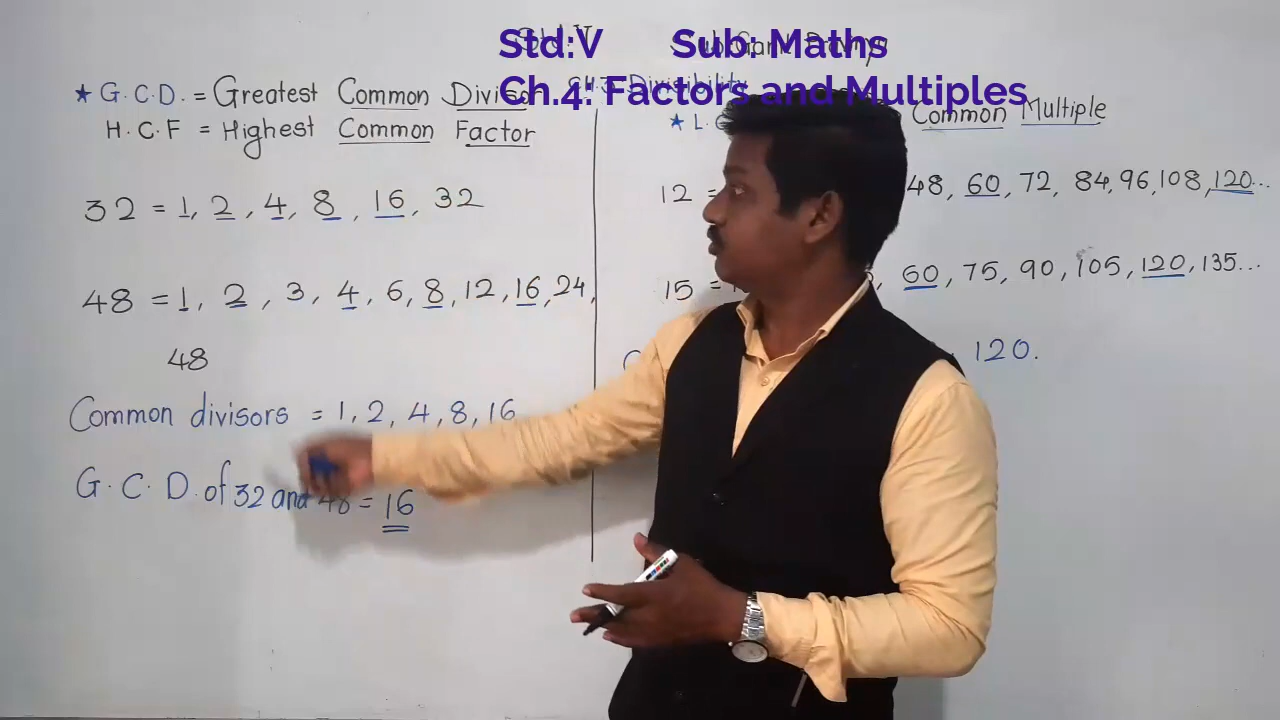 Std:V Sub: Maths
Ch.4: Factors and Multiples
★ G.C.D. = Greatest Common Diviso
H.C.F = Highest Common Factor
32 = 1, 2, 4, 8, 16, 32
48 = 1, 2, 3, 4, 6, 8, 12, 16, 24,
48
Common divisors = 1, 2, 4, 8, 16
G.C.D. of 32 and 48 = 16
★ L. Common Multiple
12 = 48, 60, 72, 84, 96, 108, 120...
15 = 60, 75, 90, 105, 120, 135...
120.